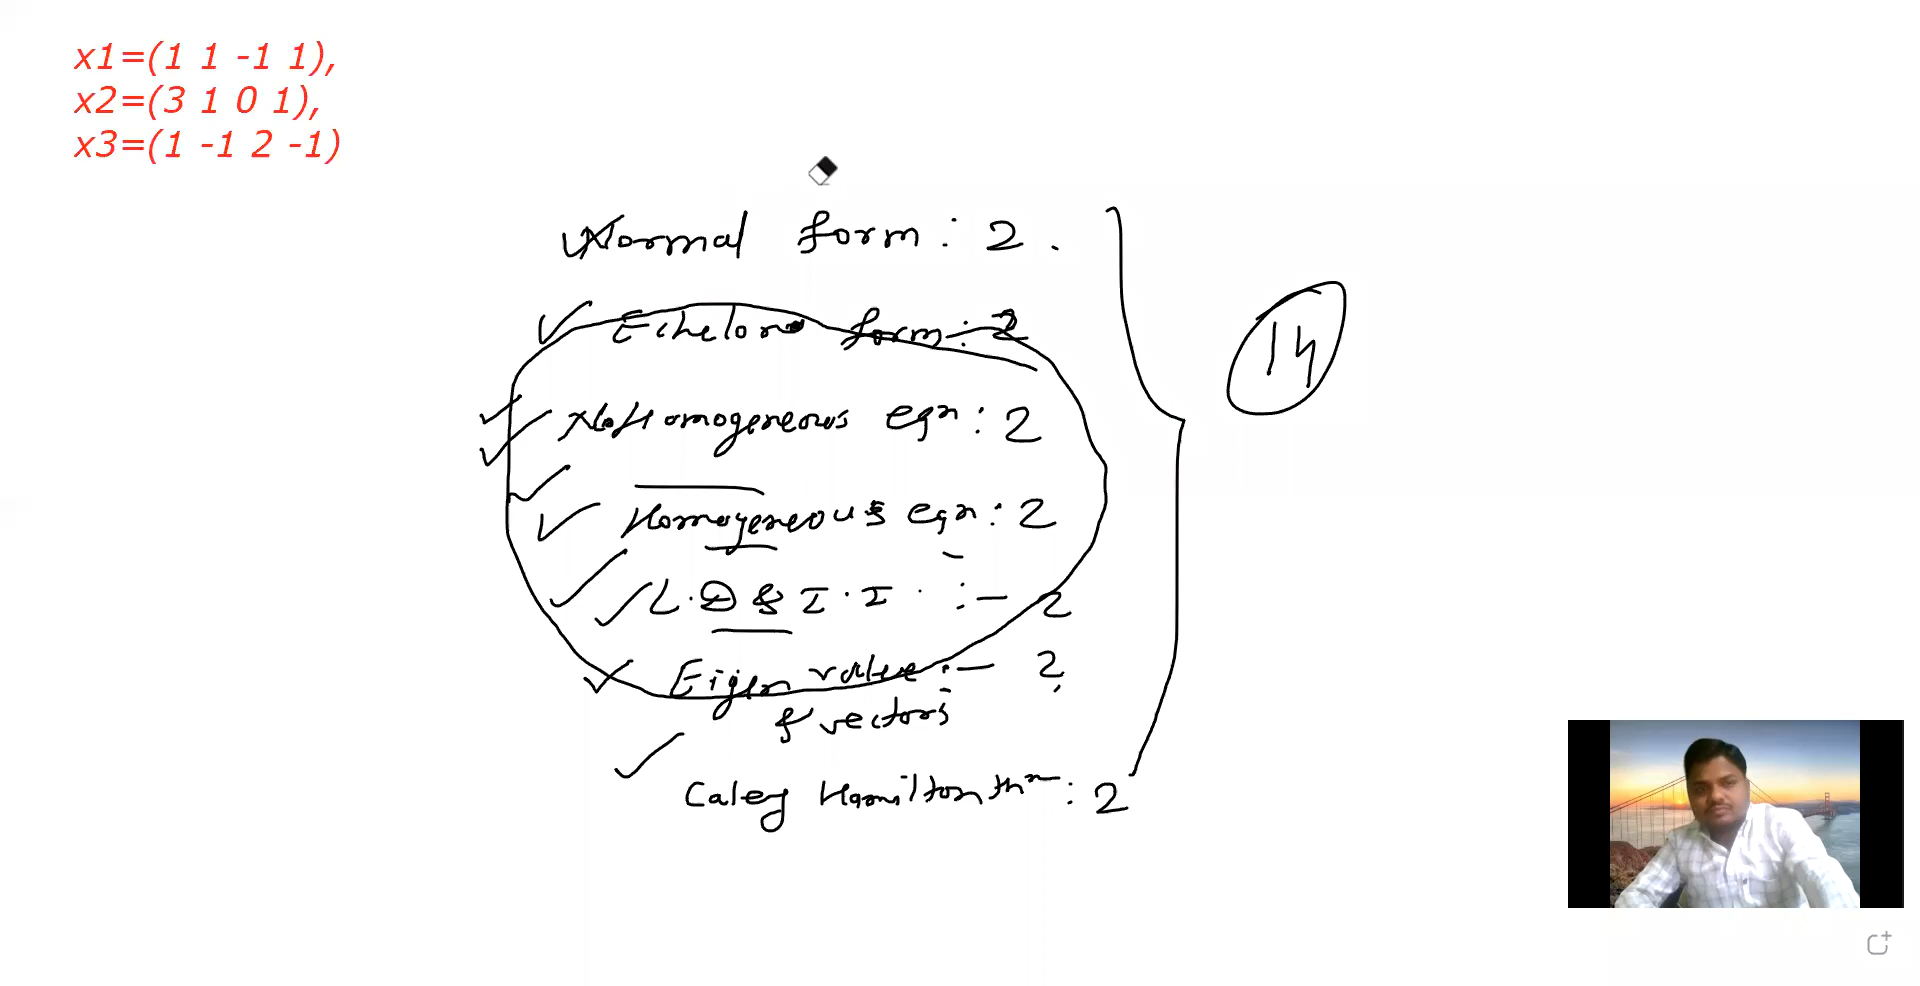 x1=(1 1 -1 1),
x2=(3 1 0 1),
x3=(1 -1 2 -1)
Normal form : 2 .
Echelon form : 2
Homogeneous eqn : 2
Homogeneous eqn : 2
L.D & I.I :- 2
Eigen value :- 2
& vectors
Caley Hamilton thm : 2
14